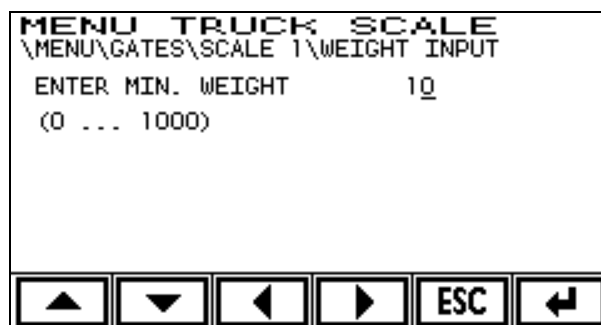 MENU TRUCK SCALE
\MENU\GATES\SCALE 1\WEIGHT INPUT
ENTER MIN. WEIGHT 10
(0 ... 1000)
ESC